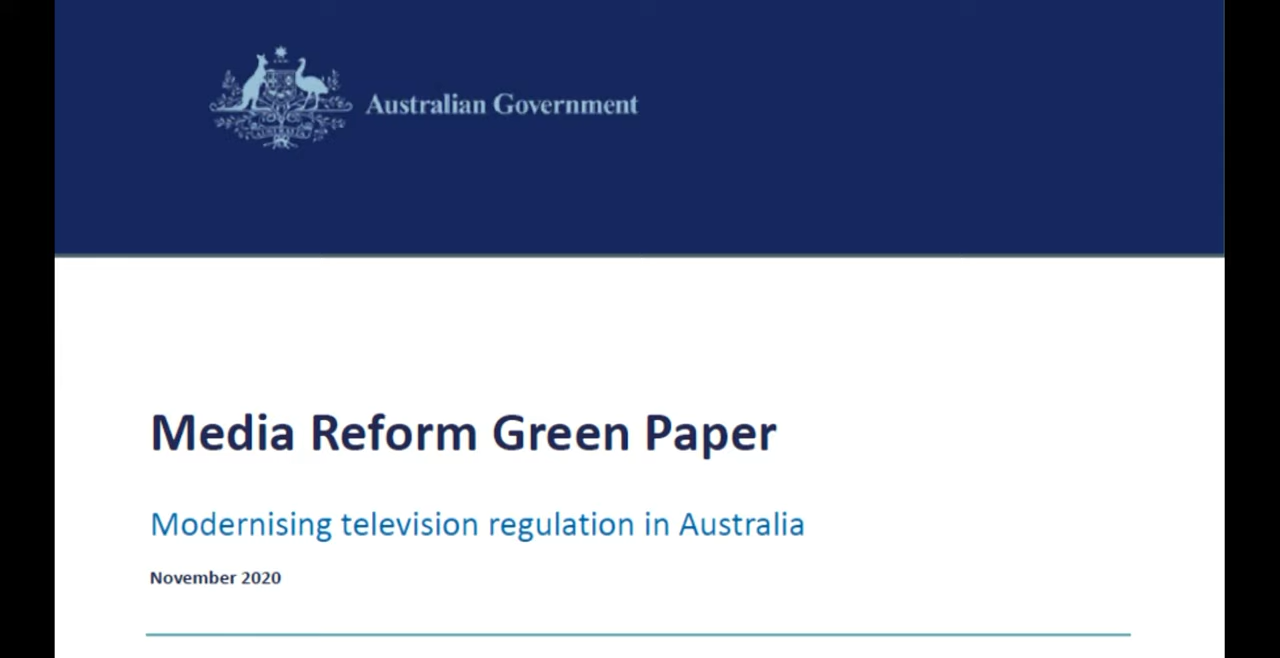 Australian Government
Media Reform Green Paper
Modernising television regulation in Australia
November 2020